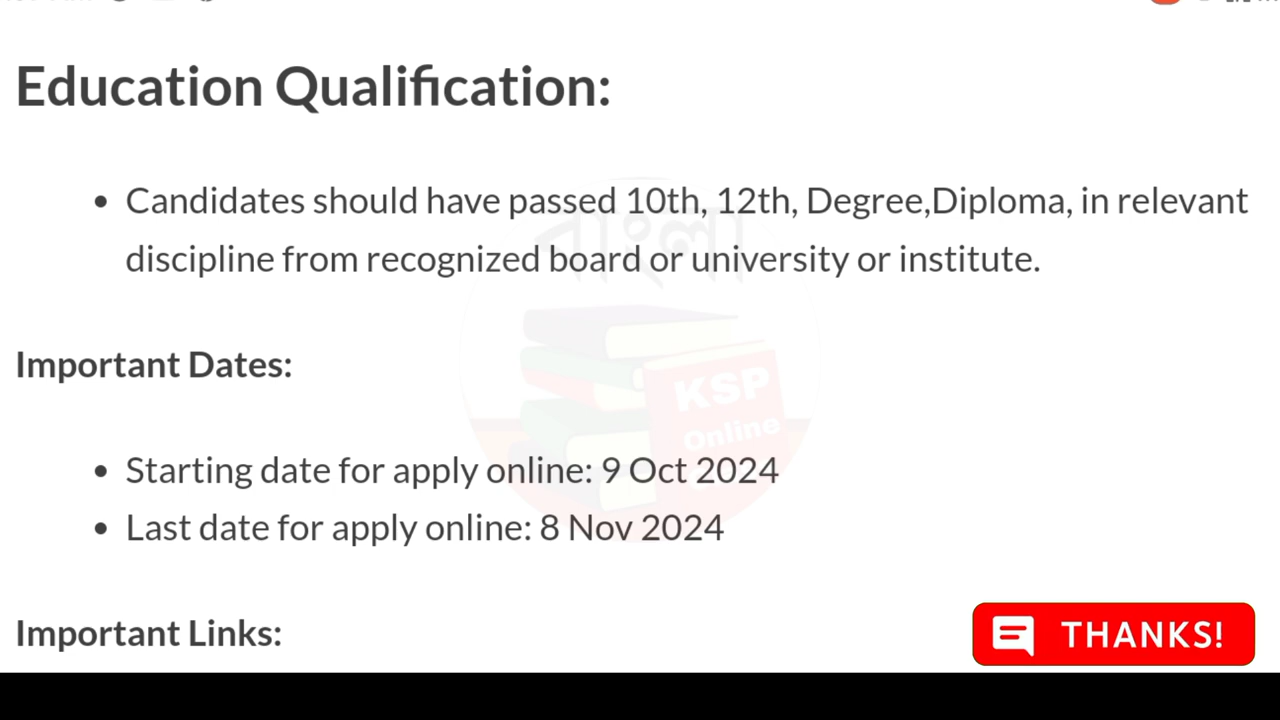 Education Qualification:
Candidates should have passed 10th, 12th, Degree,Diploma, in relevant
discipline from recognized board or university or institute.
বাংলা
Important Dates:
KSP
Online
Starting date for apply online: 9 Oct 2024
Last date for apply online: 8 Nov 2024
Important Links:
THANKS!